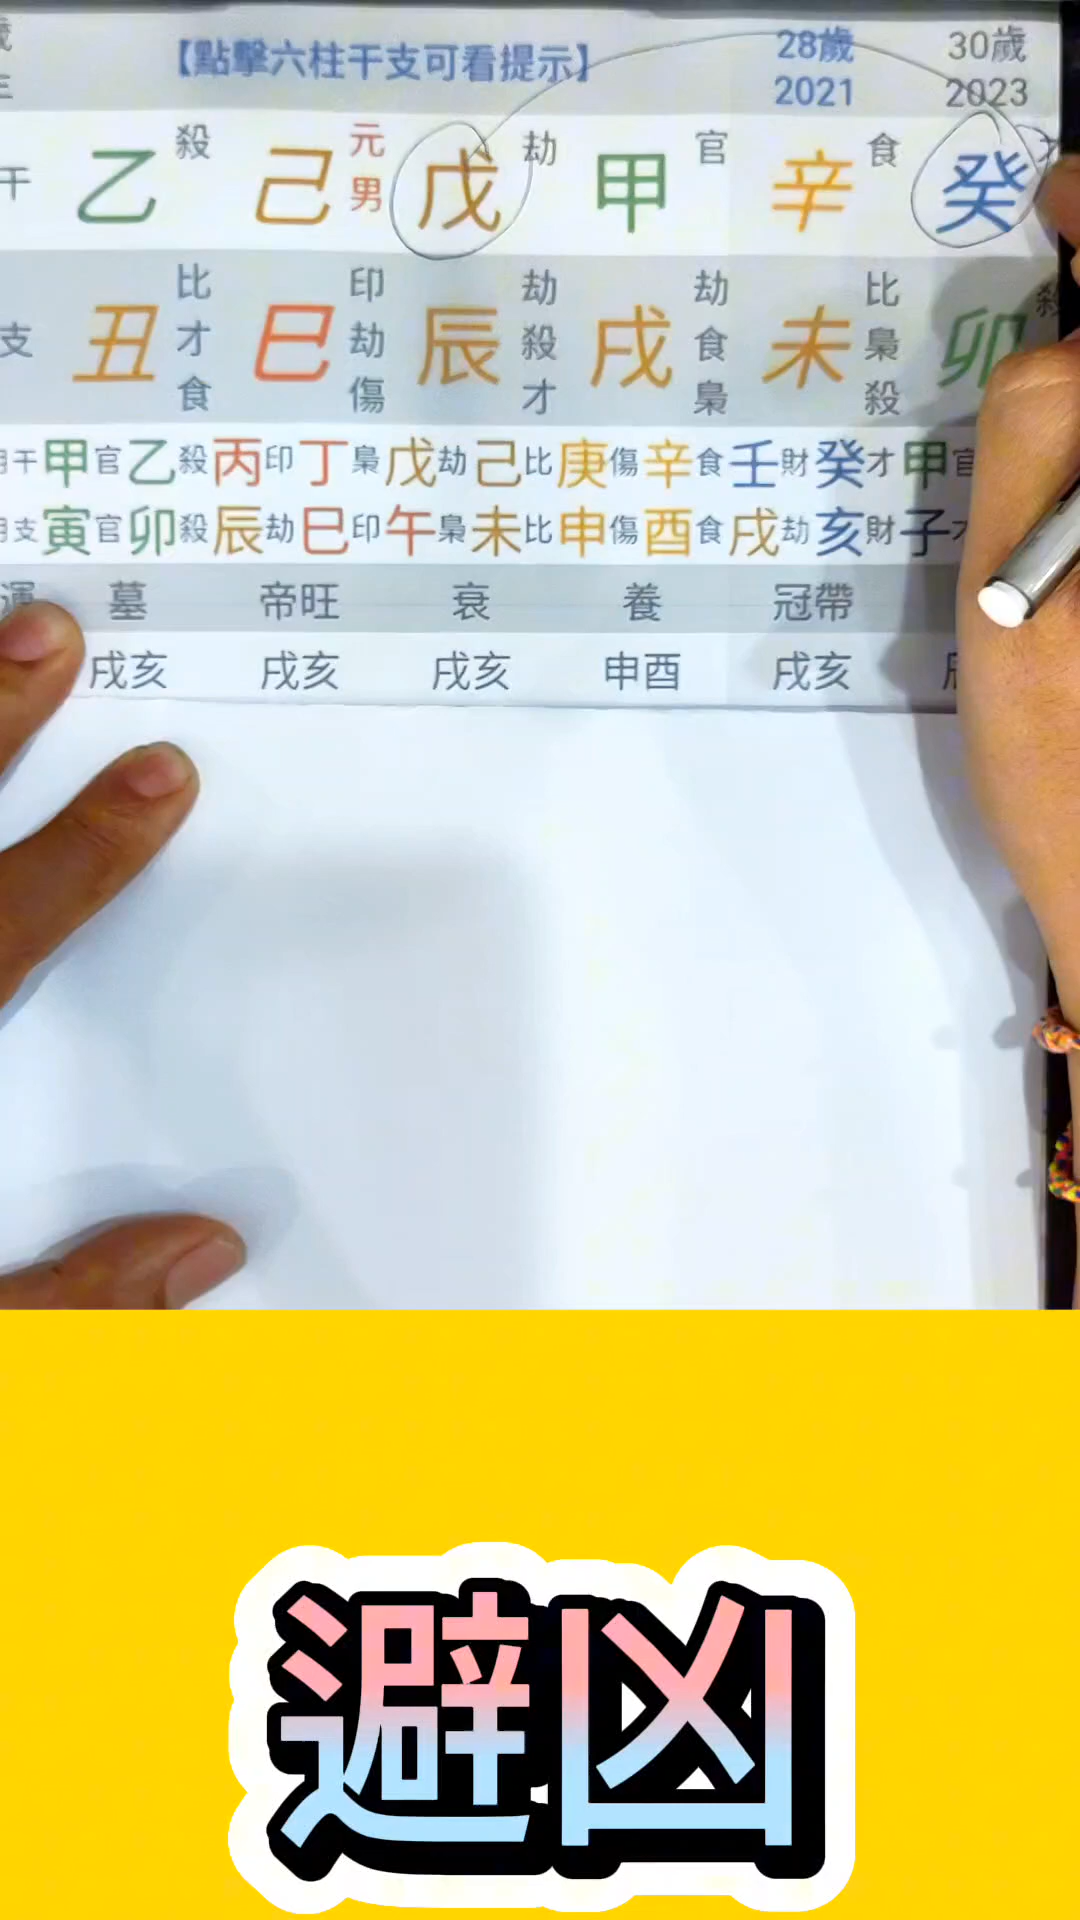 【點擊六柱干支可看提示】 28歲 30歲
2021 2023
干 乙 殺 己 元男 戊 劫 甲 官 辛 食 癸
支 丑 比才食 巳 印劫傷 辰 劫殺才 戌 劫食梟 未 比梟殺 卯 殺
干 甲官 乙殺 丙印 丁梟 戊劫 己比 庚傷 辛食 壬財 癸才 甲官
支 寅官 卯殺 辰劫 巳印 午梟 未比 申傷 酉食 戌劫 亥財 子
運 墓 帝旺 衰 養 冠帶
戌亥 戌亥 戌亥 申酉 戌亥
避凶